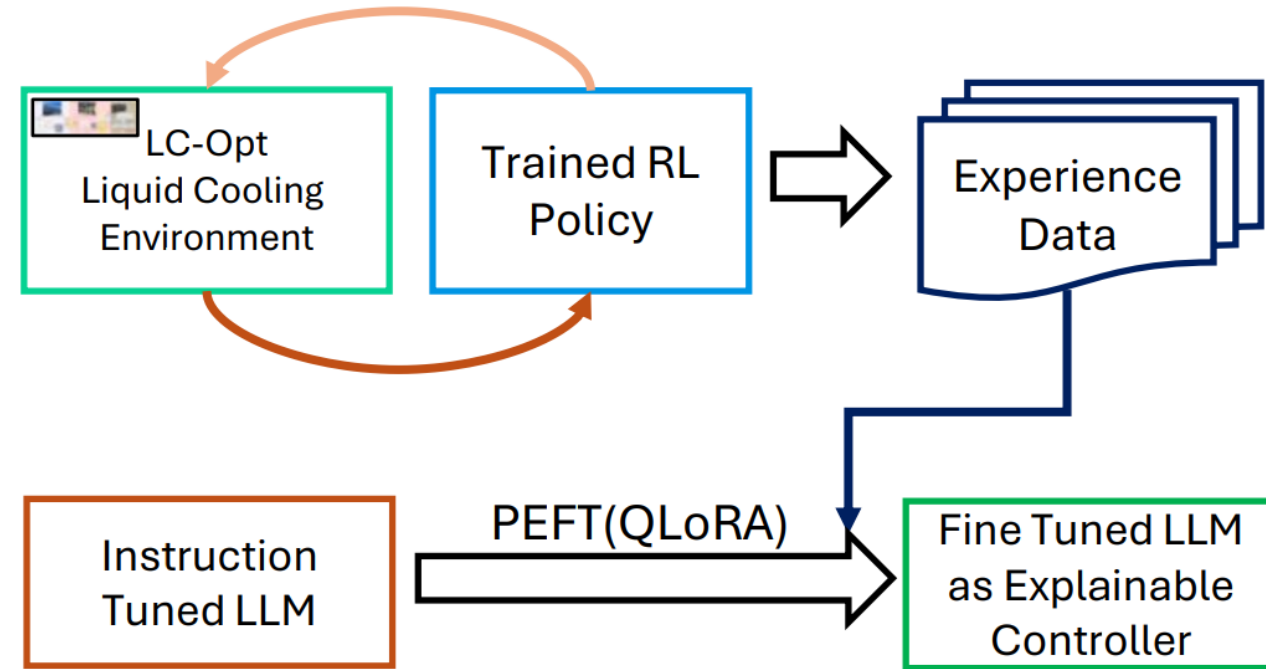 LC-Opt
Liquid Cooling
Environment
Trained RL
Policy
Experience
Data
Instruction
Tuned LLM
PEFT(QLoRA)
Fine Tuned LLM
as Explainable
Controller